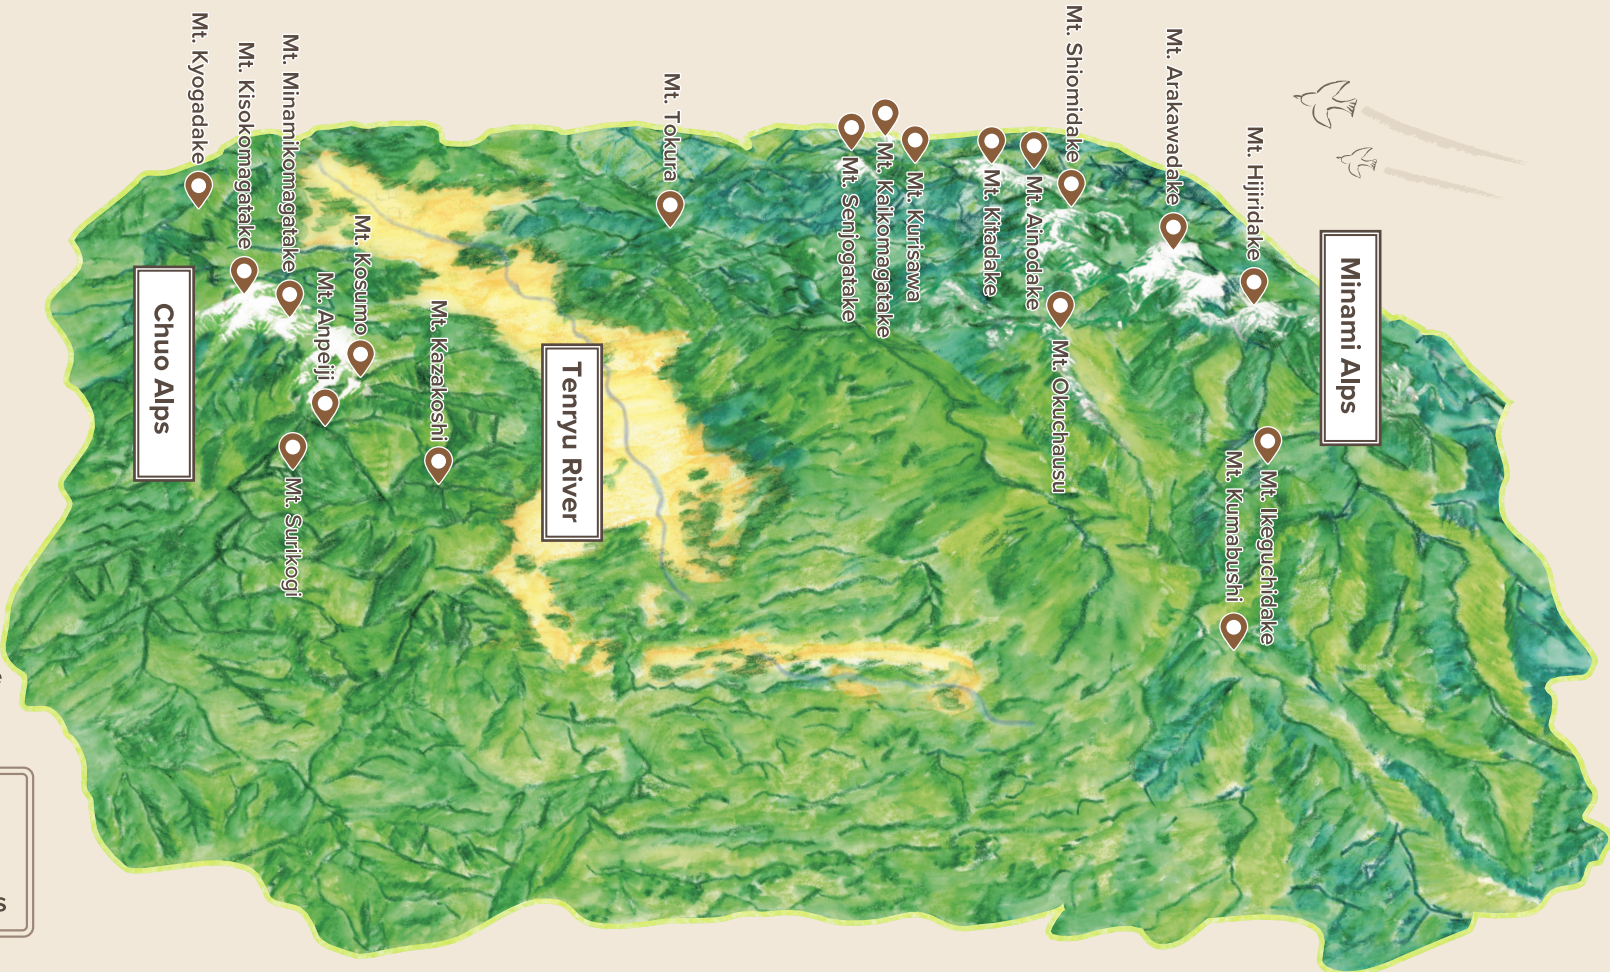 Minami Alps
Mt. Hijiridake
Mt. Ikeguchidake
Mt. Kumabushi
Mt. Arakawadake
Mt. Shiomidake
Mt. Okuchausu
Mt. Ainodake
Mt. Kitadake
Mt. Kurisawa
Mt. Kaikomagatake
Mt. Senjogatake
Mt. Tokura
Tenryu River
Mt. Kazakoshi
Mt. Kosumo
Mt. Anpeiji
Mt. Surikogi
Mt. Minamikomagatake
Mt. Kisokomagatake
Mt. Kyogadake
Chuo Alps